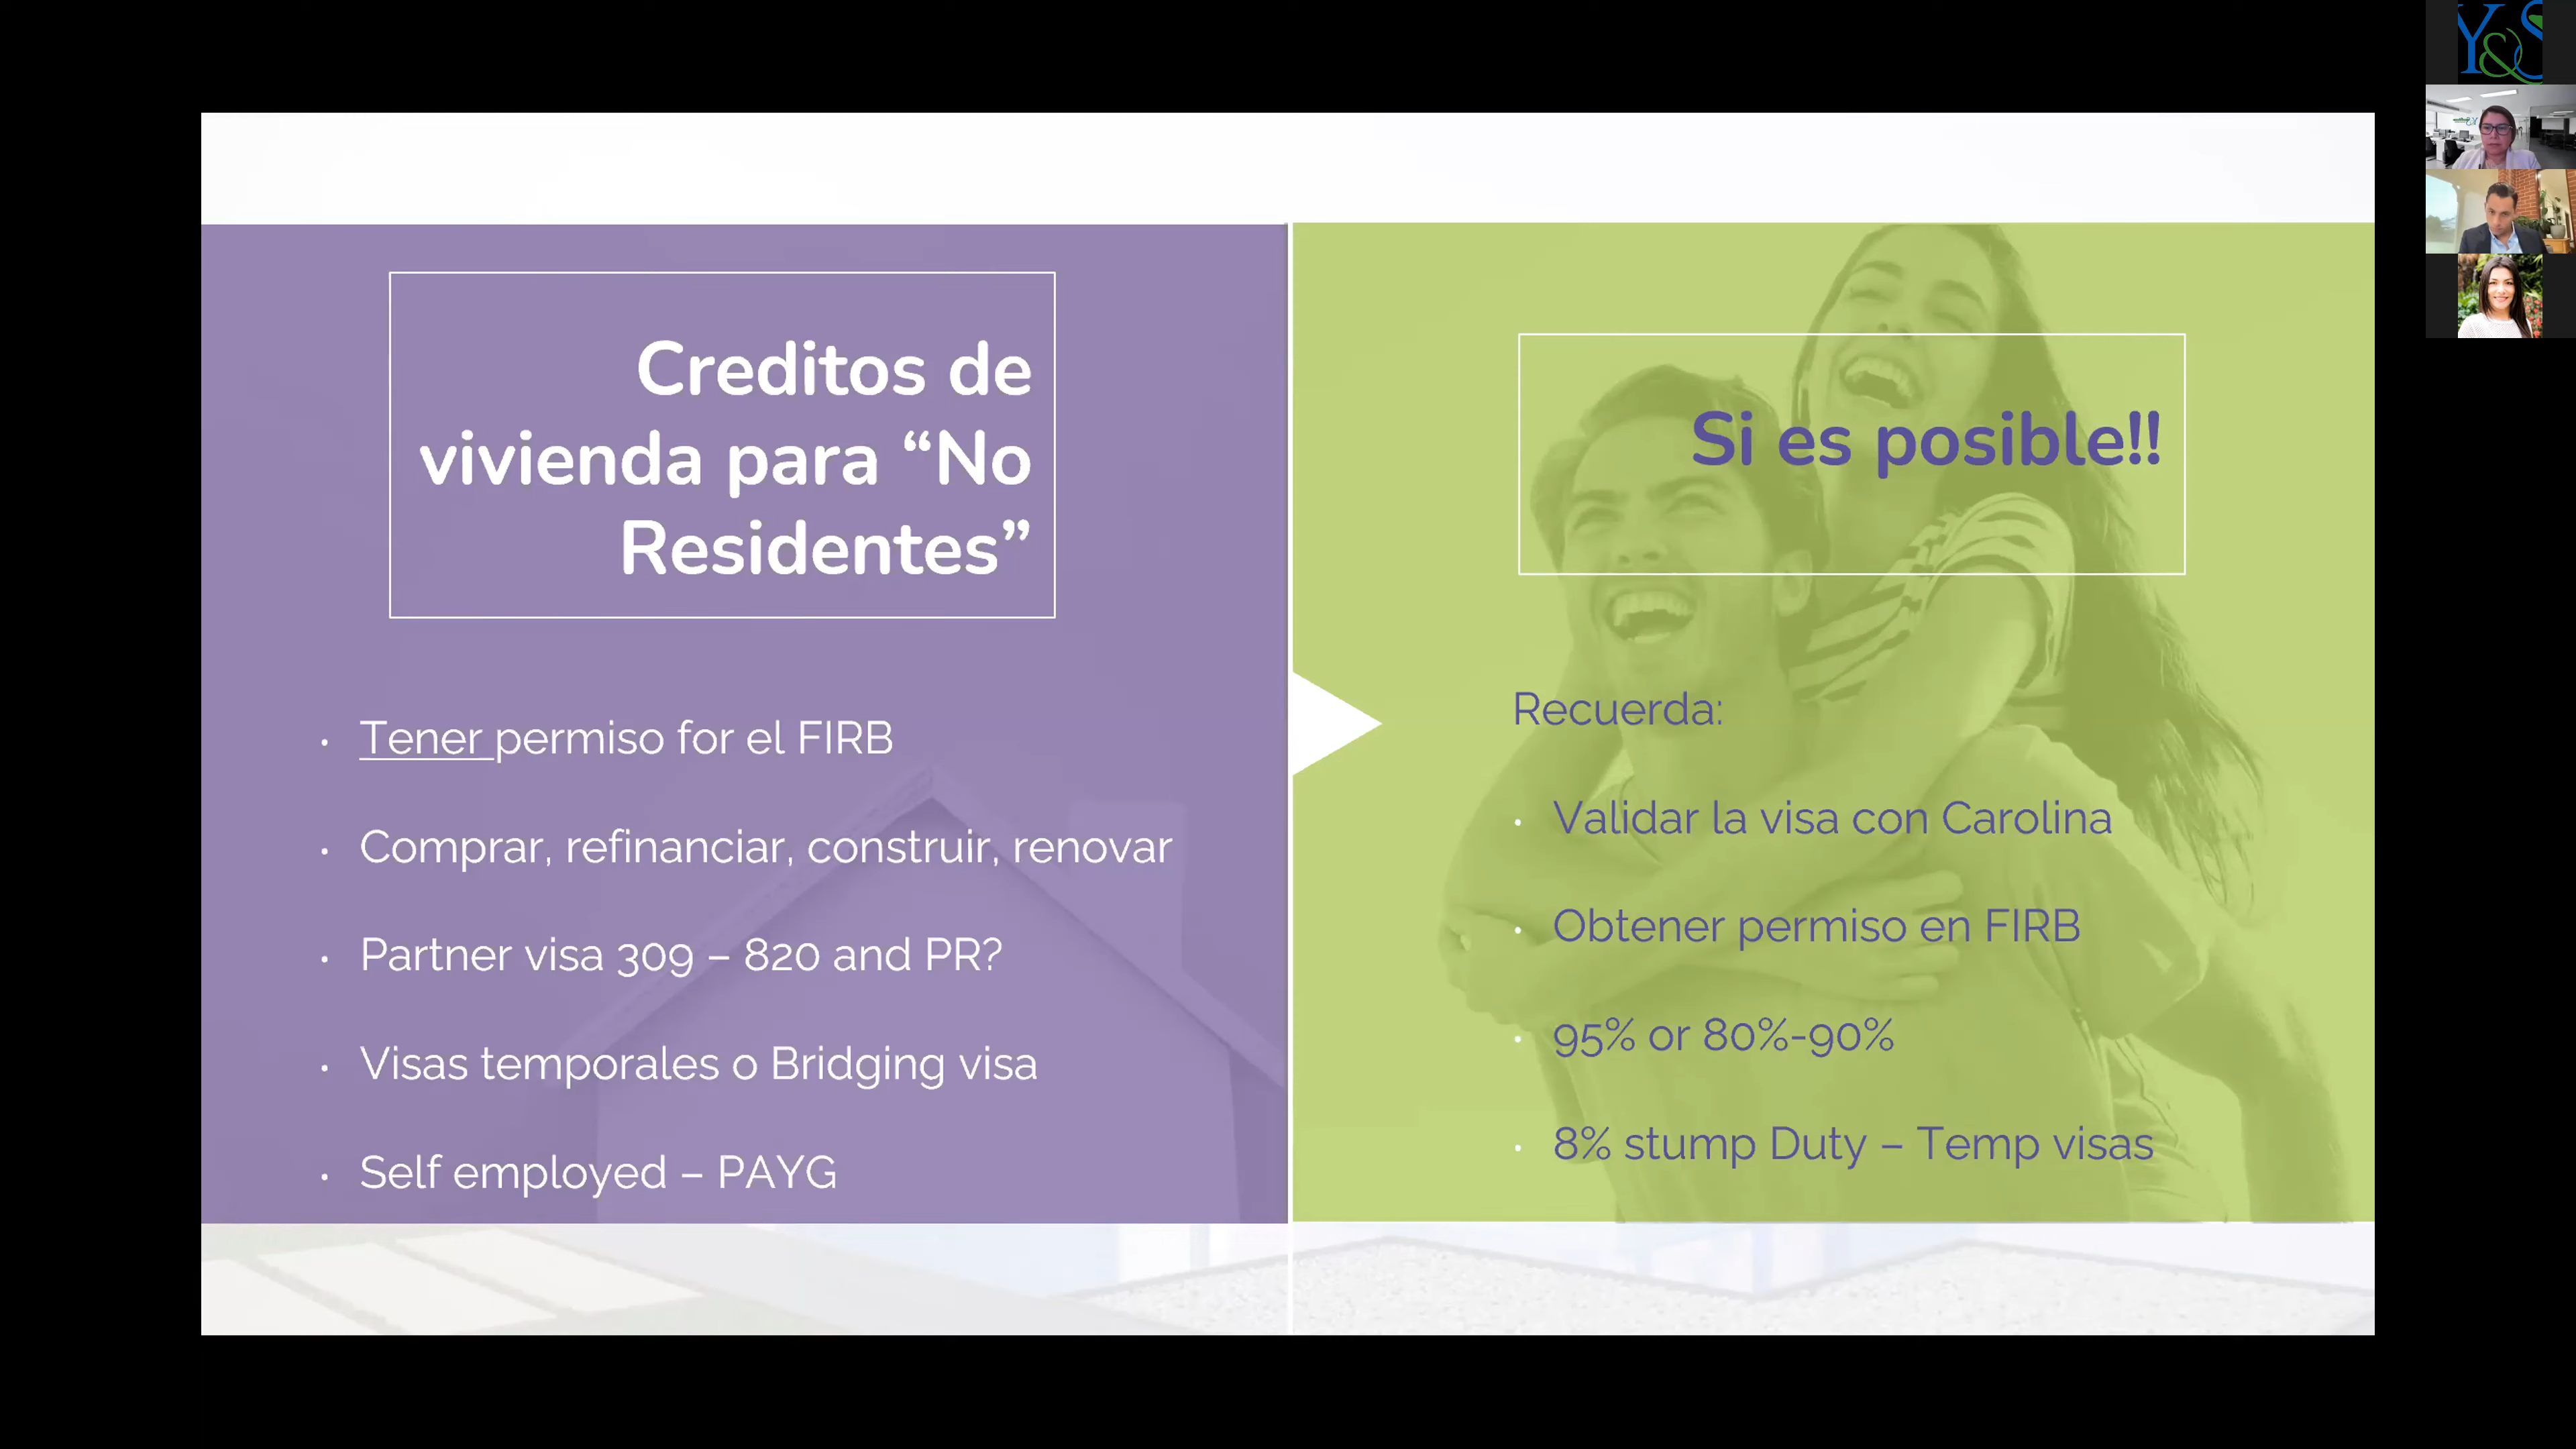 Creditos de
vivienda para “No
Residentes”
Tener permiso for el FIRB
Comprar, refinanciar, construir, renovar
Partner visa 309 – 820 and PR?
Visas temporales o Bridging visa
Self employed – PAYG
Si es posible!!
Recuerda:
Validar la visa con Carolina
Obtener permiso en FIRB
95% or 80%-90%
8% stump Duty – Temp visas
Y&S